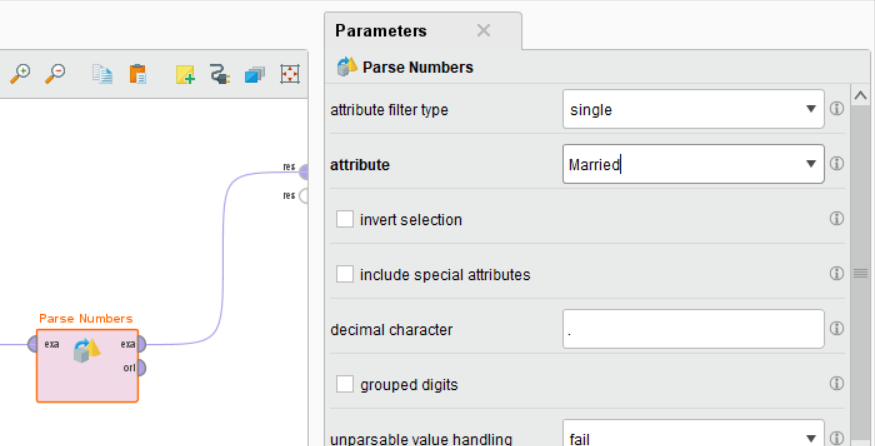 Parameters
Parse Numbers
attribute filter type
single
attribute
Married
invert selection
include special attributes
decimal character
.
grouped digits
unparsable value handling
fail
res
res
Parse Numbers
exa
exa
ori